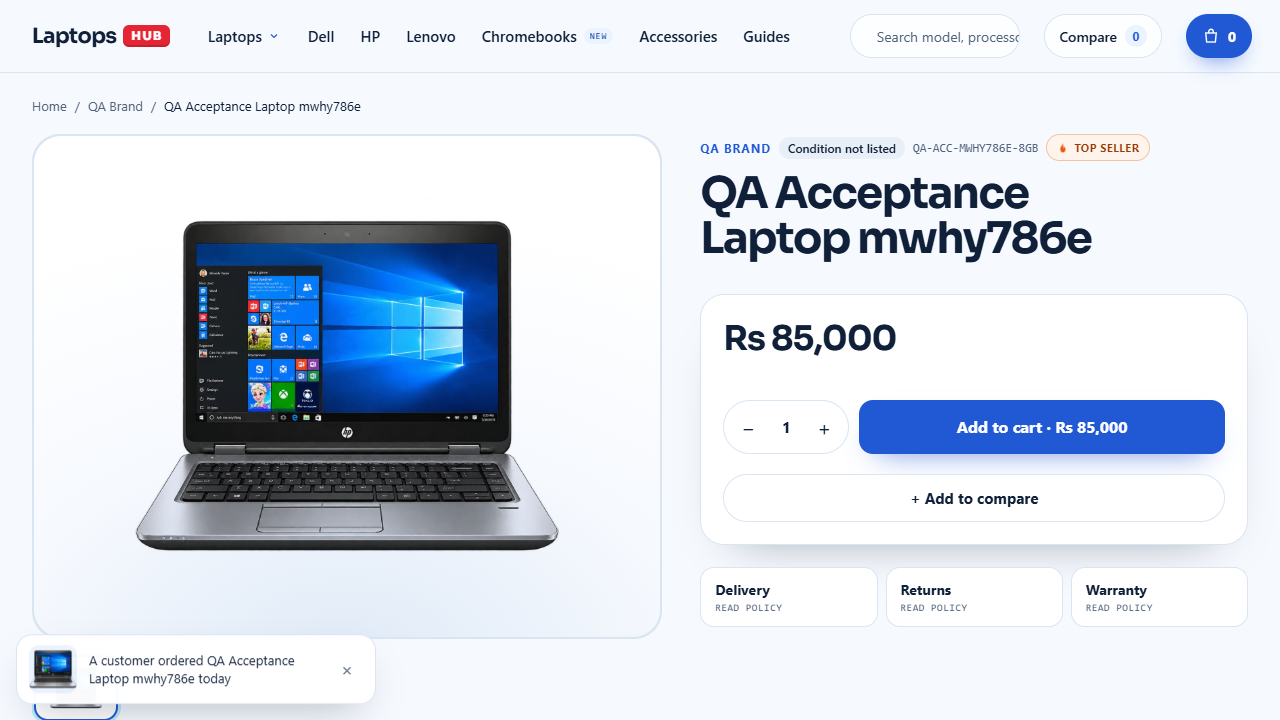 Laptops HUB
Laptops
Dell
HP
Lenovo
Chromebooks NEW
Accessories
Guides
Search model, processo
Compare 0
0
Home / QA Brand / QA Acceptance Laptop mwhy786e
QA BRAND
Condition not listed
QA-ACC-MWHY786E-8GB
TOP SELLER
QA Acceptance
Laptop mwhy786e
Rs 85,000
− 1 +
Add to cart · Rs 85,000
+ Add to compare
Delivery
READ POLICY
Returns
READ POLICY
Warranty
READ POLICY
hp
A customer ordered QA Acceptance
Laptop mwhy786e today
×